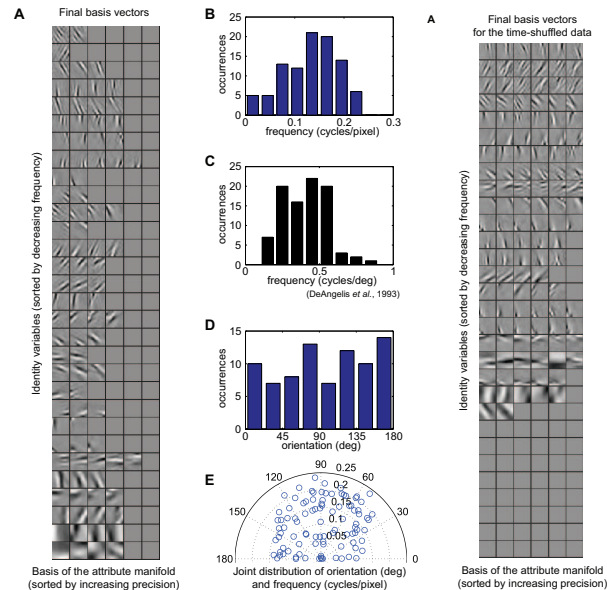 A
Final basis vectors
Identity variables (sorted by decreasing frequency)
Basis of the attribute manifold
(sorted by increasing precision)
B
occurrences
25
20
15
10
5
0
0
0.1
0.2
0.3
frequency (cycles/pixel)
C
occurrences
25
20
15
10
5
0
0
0.5
1
frequency (cycles/deg)
(DeAngelis et al., 1993)
D
occurrences
15
10
5
0
0
45
90
135
180
orientation (deg)
E
180
150
120
90
60
30
0
0.25
0.2
0.15
0.1
0.05
Joint distribution of orientation (deg)
and frequency (cycles/pixel)
A
Final basis vectors
for the time-shuffled data
Identity variables (sorted by decreasing frequency)
Basis of the attribute manifold
(sorted by increasing precision)